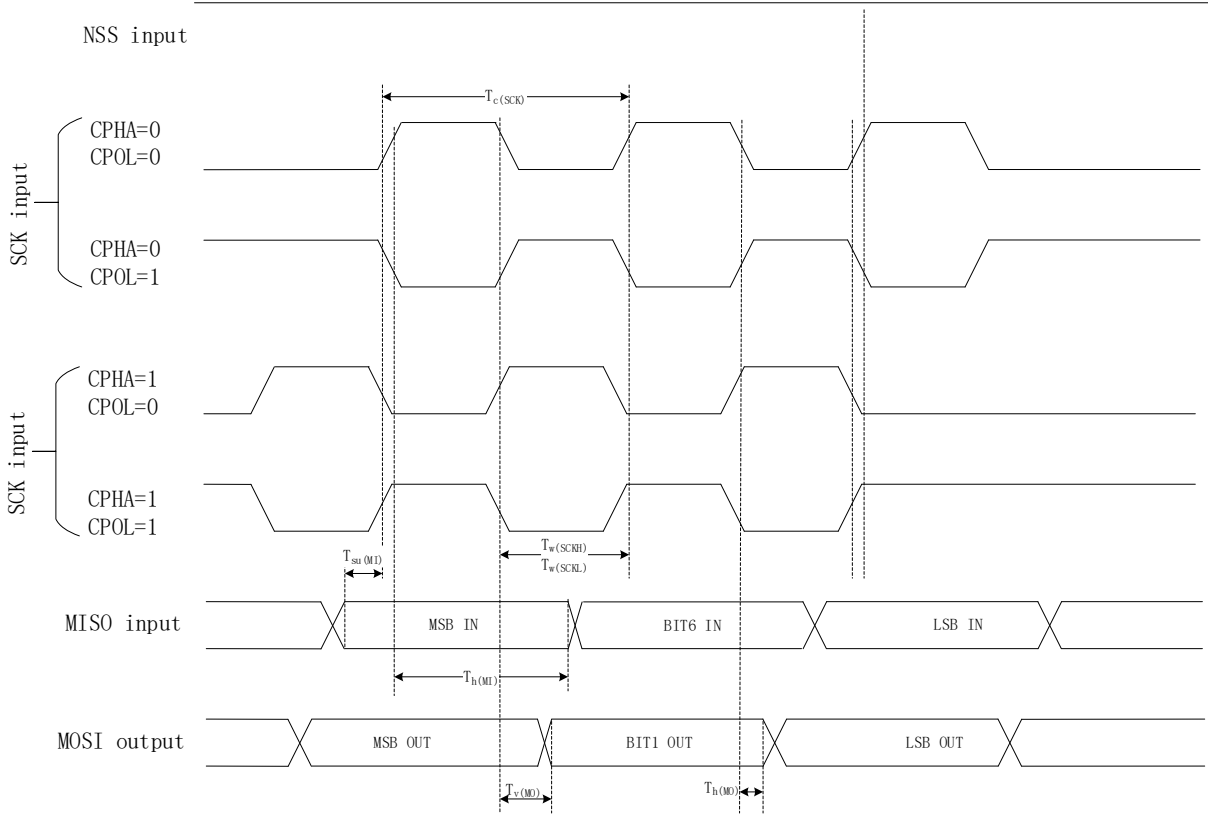 NSS input
Tc(SCK)
SCK input
CPHA=0
CPOL=0
CPHA=0
CPOL=1
SCK input
CPHA=1
CPOL=0
CPHA=1
CPOL=1
Tsu(MI)
Tw(SCKH)
Tw(SCKL)
MISO input
MSB IN
BIT6 IN
LSB IN
Th(MI)
MOSI output
MSB OUT
BIT1 OUT
LSB OUT
Tv(MO)
Th(MO)